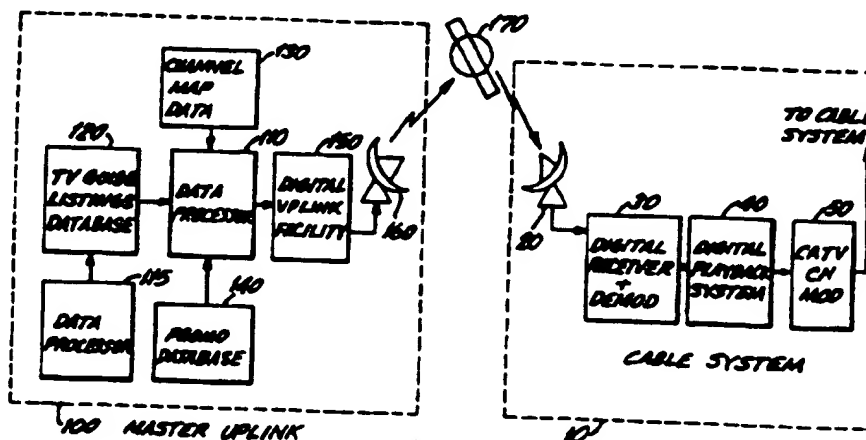 170
130
CHANNEL
MAP
DATA
TO CABLE
SYSTEM
120
110
150
TV GUIDE
LISTINGS
DATABASE
DATA
PROCESSOR
DIGITAL
UPLINK
FACILITY
160
20
30
40
50
DIGITAL
RECEIVER
+
DEMOD
DIGITAL
PLAYBACK
SYSTEM
CATV
CH
MOD
115
140
DATA
PROCESSOR
PROMO
DATABASE
CABLE SYSTEM
100 MASTER UPLINK
10